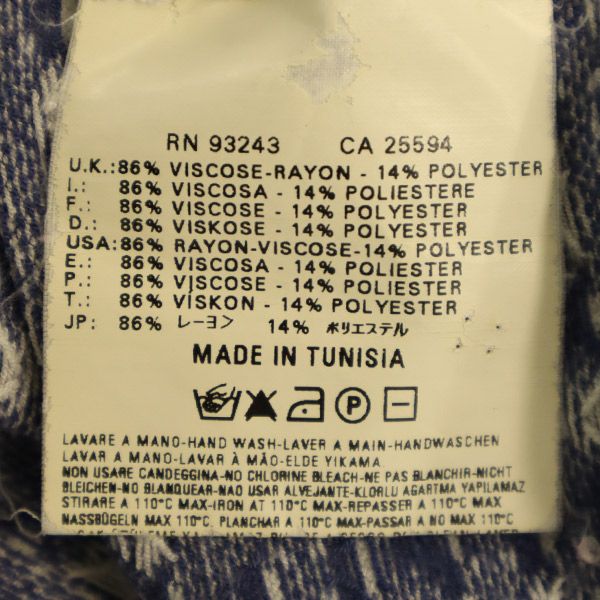 RN 93243 CA 25594
U.K.: 86% VISCOSE-RAYON - 14% POLYESTER
I.: 86% VISCOSA - 14% POLIESTERE
F.: 86% VISCOSE - 14% POLYESTER
D.: 86% VISKOSE - 14% POLYESTER
USA: 86% RAYON-VISCOSE-14% POLYESTER
E.: 86% VISCOSA - 14% POLIESTER
P.: 86% VISCOSE - 14% POLIESTER
T.: 86% VİSKON - 14% POLYESTER
JP: 86% レーヨン 14% ポリエステル
MADE IN TUNISIA
P
LAVARE A MANO-HAND WASH-LAVER A MAIN-HANDWASCHEN
LAVAR A MANO-LAVAR À MÃO-ELDE YIKAMA
NON USARE CANDEGGINA-NO CHLORINE BLEACH-NE PAS BLANCHIR-NICHT
BLEICHEN-NO BLANQUEAR-NAO USAR ALVEJANTE-KLORLU AGARTMA YAPILAMAZ
STIRARE A 110°C MAX-IRON AT 110°C MAX-REPASSER A 110°C MAX
NASSBÜGELN MAX 110°C. PLANCHAR A 110°C MAX-PASSAR A NO MAX 110°C